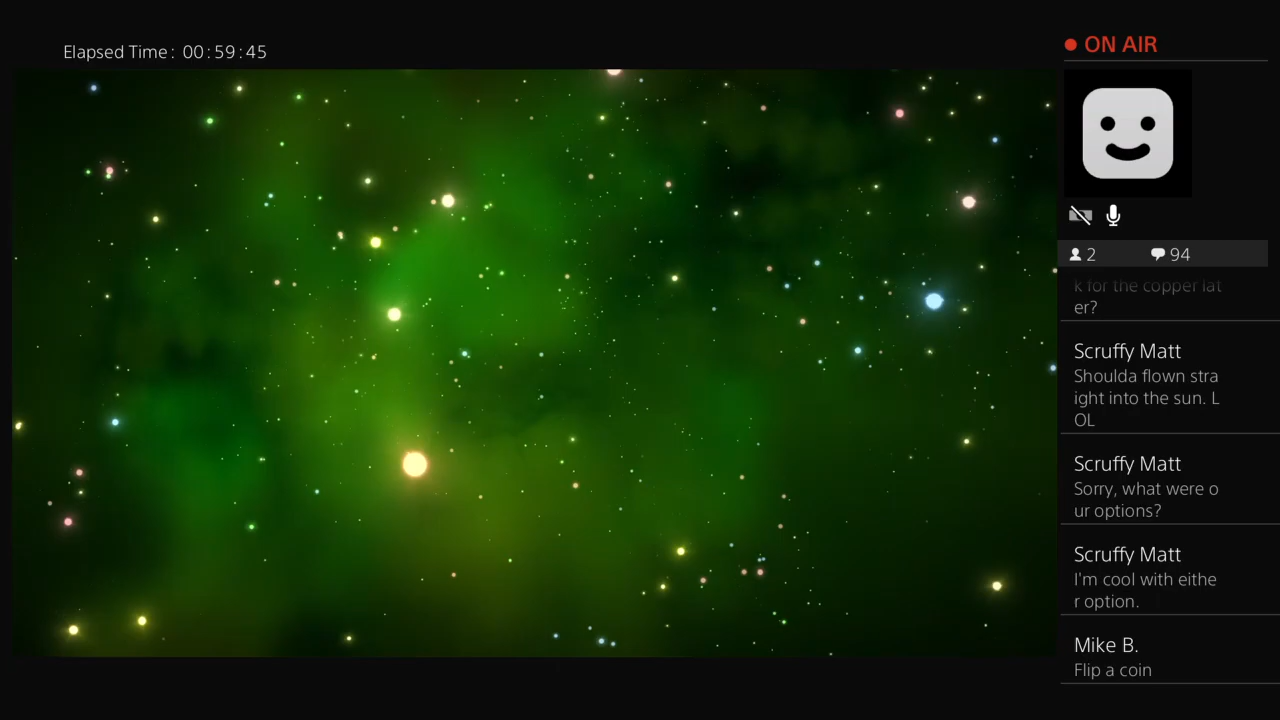 Elapsed Time: 00:59:45
ON AIR
2 94
k for the copper lat
er?
Scruffy Matt
Shoulda flown stra
ight into the sun. L
OL
Scruffy Matt
Sorry, what were o
ur options?
Scruffy Matt
I'm cool with eithe
r option.
Mike B.
Flip a coin